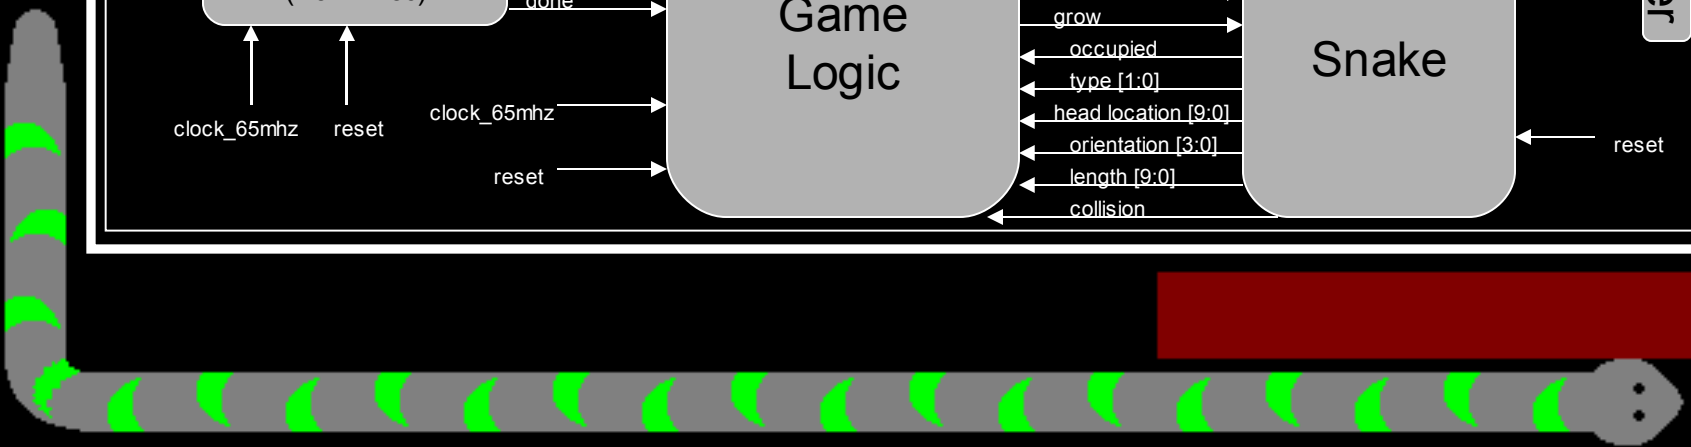 done
Game
Logic
grow
occupied
type [1:0]
head location [9:0]
orientation [3:0]
length [9:0]
collision
Snake
er
clock_65mhz
reset
clock_65mhz
reset
reset